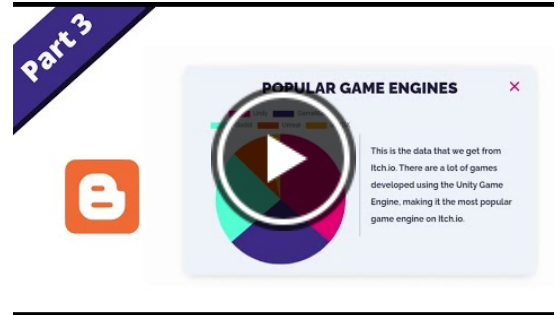 Part 3
POPULAR GAME ENGINES
Unity
This is the data that we get from
Itch.io. There are a lot of games
developed using the Unity Game
Engine, making it the most popular
game engine on Itch.io.